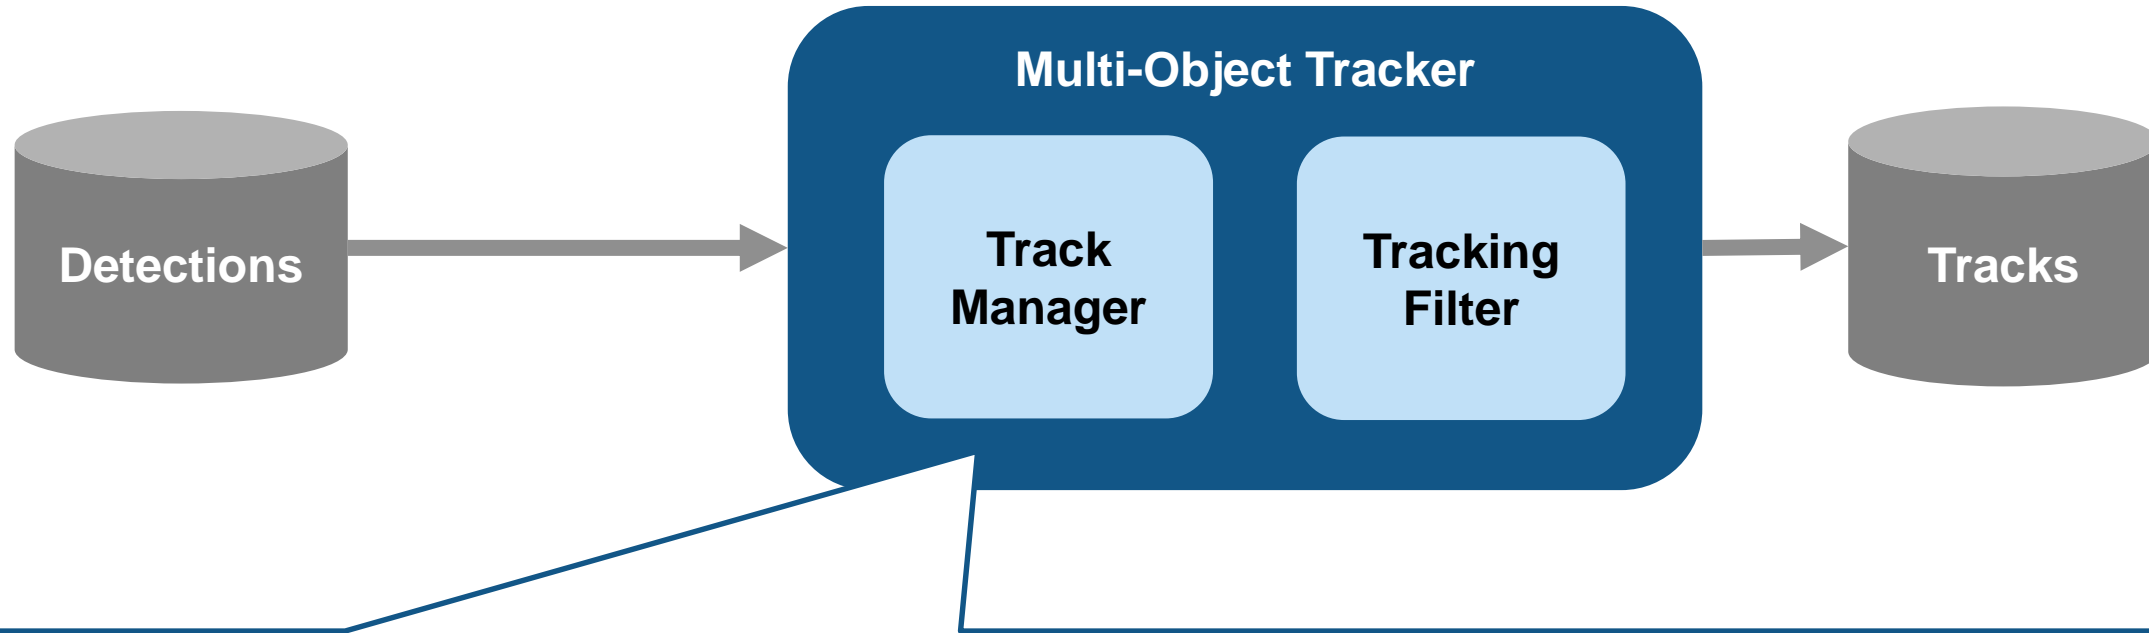 Multi-Object Tracker
Detections
Track
Manager
Tracking
Filter
Tracks